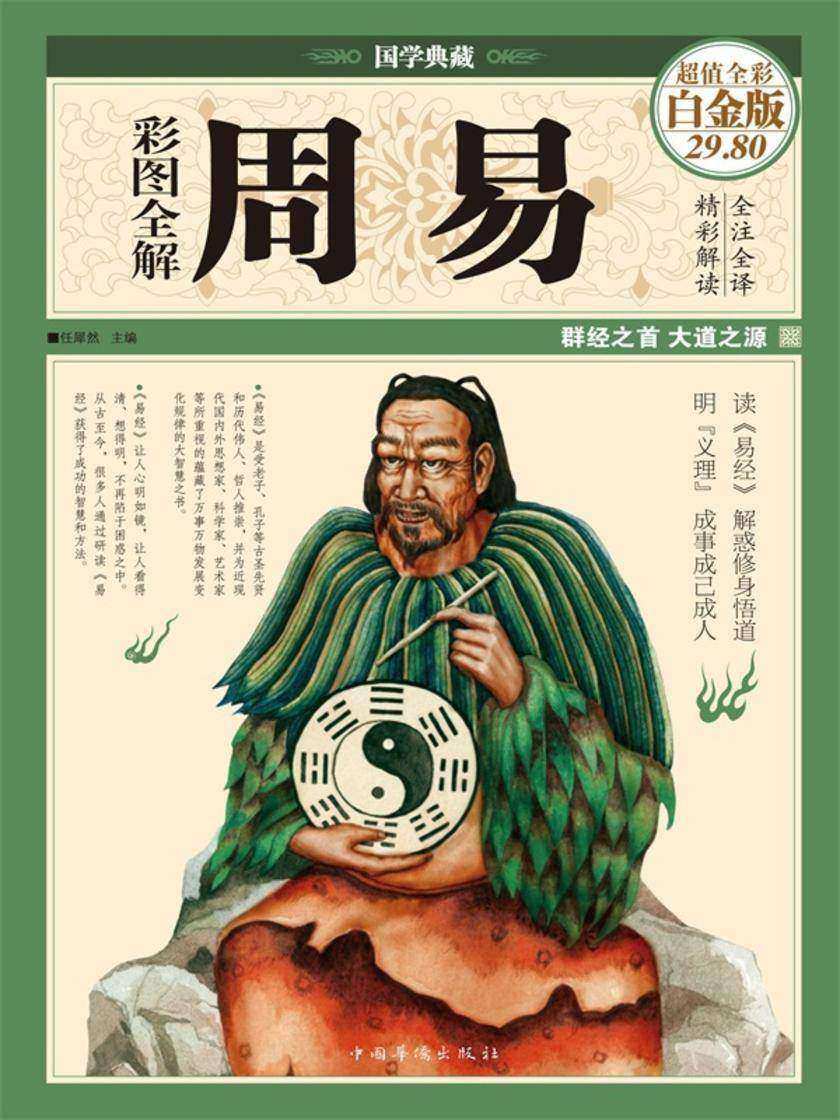 国学典藏
超值全彩
白金版
29.80
彩图全解
周易
全注全译
精彩解读
■任犀然 主编
群经之首 大道之源
读《易经》 解惑修身悟道
明『义理』 成事成己成人
●《易经》是受老子、孔子等古圣先贤
和历代伟人、哲人推崇，并为近现
代国内外思想家、科学家、艺术家
等所重视的蕴藏了万事万物发展变
化规律的大智慧之书。
●《易经》让人心明如镜，让人看得
清、想得明，不再陷于困惑之中。
从古至今，很多人通过研读《易
经》获得了成功的智慧和方法。
中国华侨出版社